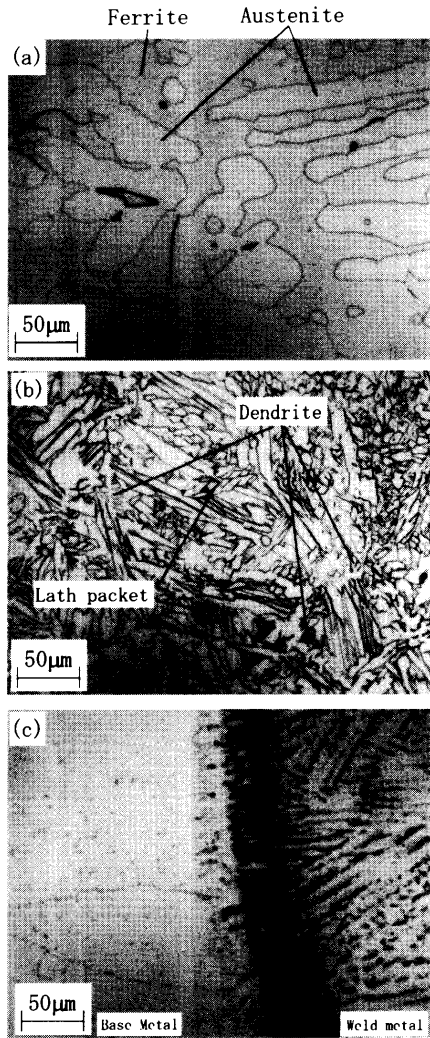 Ferrite Austenite
(a)
50μm
(b)
Dendrite
Lath packet
50μm
(c)
50μm
Base Metal Weld metal